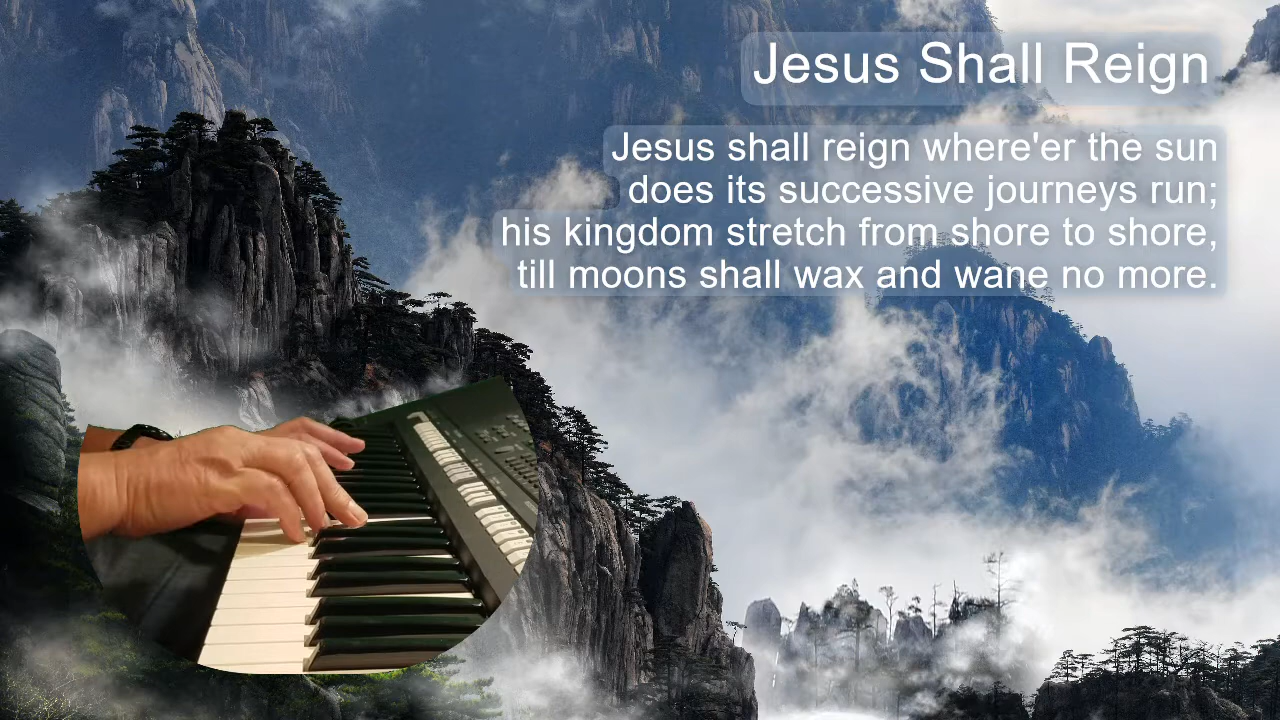 Jesus Shall Reign
Jesus shall reign where'er the sun
does its successive journeys run;
his kingdom stretch from shore to shore,
till moons shall wax and wane no more.